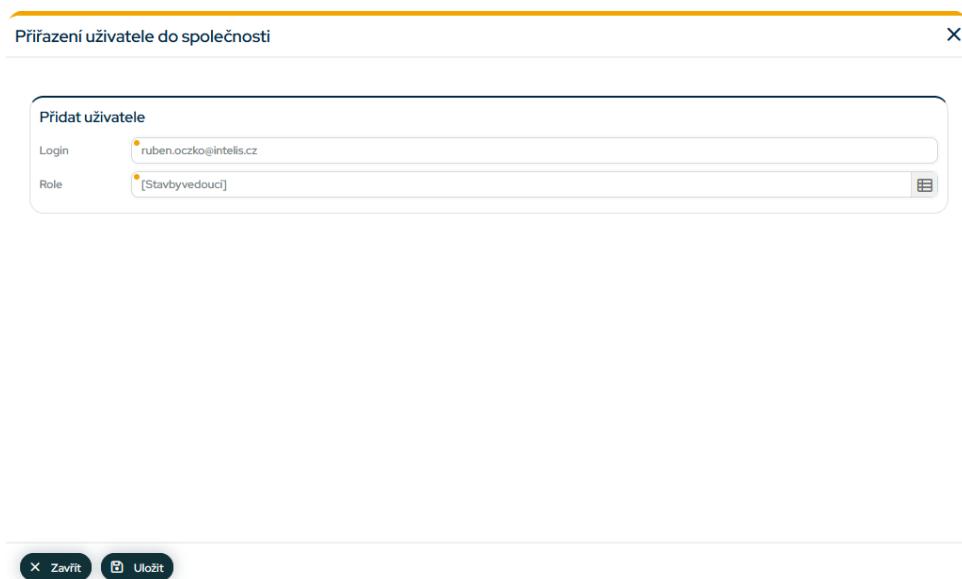 Přiřazení uživatele do společnosti
Přidat uživatele
Login ruben.oczko@intelis.cz
Role [Stavbyvedoucí]
Zavřít Uložit